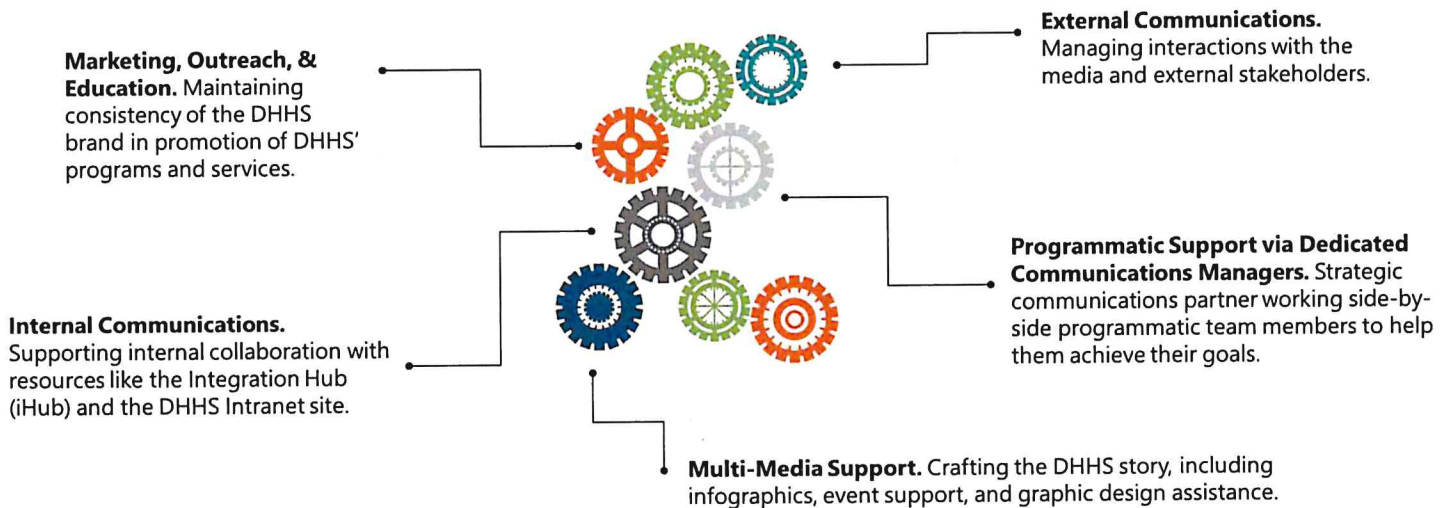 Marketing, Outreach, &
Education. Maintaining
consistency of the DHHS
brand in promotion of DHHS'
programs and services.
External Communications.
Managing interactions with the
media and external stakeholders.
Programmatic Support via Dedicated
Communications Managers. Strategic
communications partner working side-by-
side programmatic team members to help
them achieve their goals.
Internal Communications.
Supporting internal collaboration with
resources like the Integration Hub
(iHub) and the DHHS Intranet site.
Multi-Media Support. Crafting the DHHS story, including
infographics, event support, and graphic design assistance.